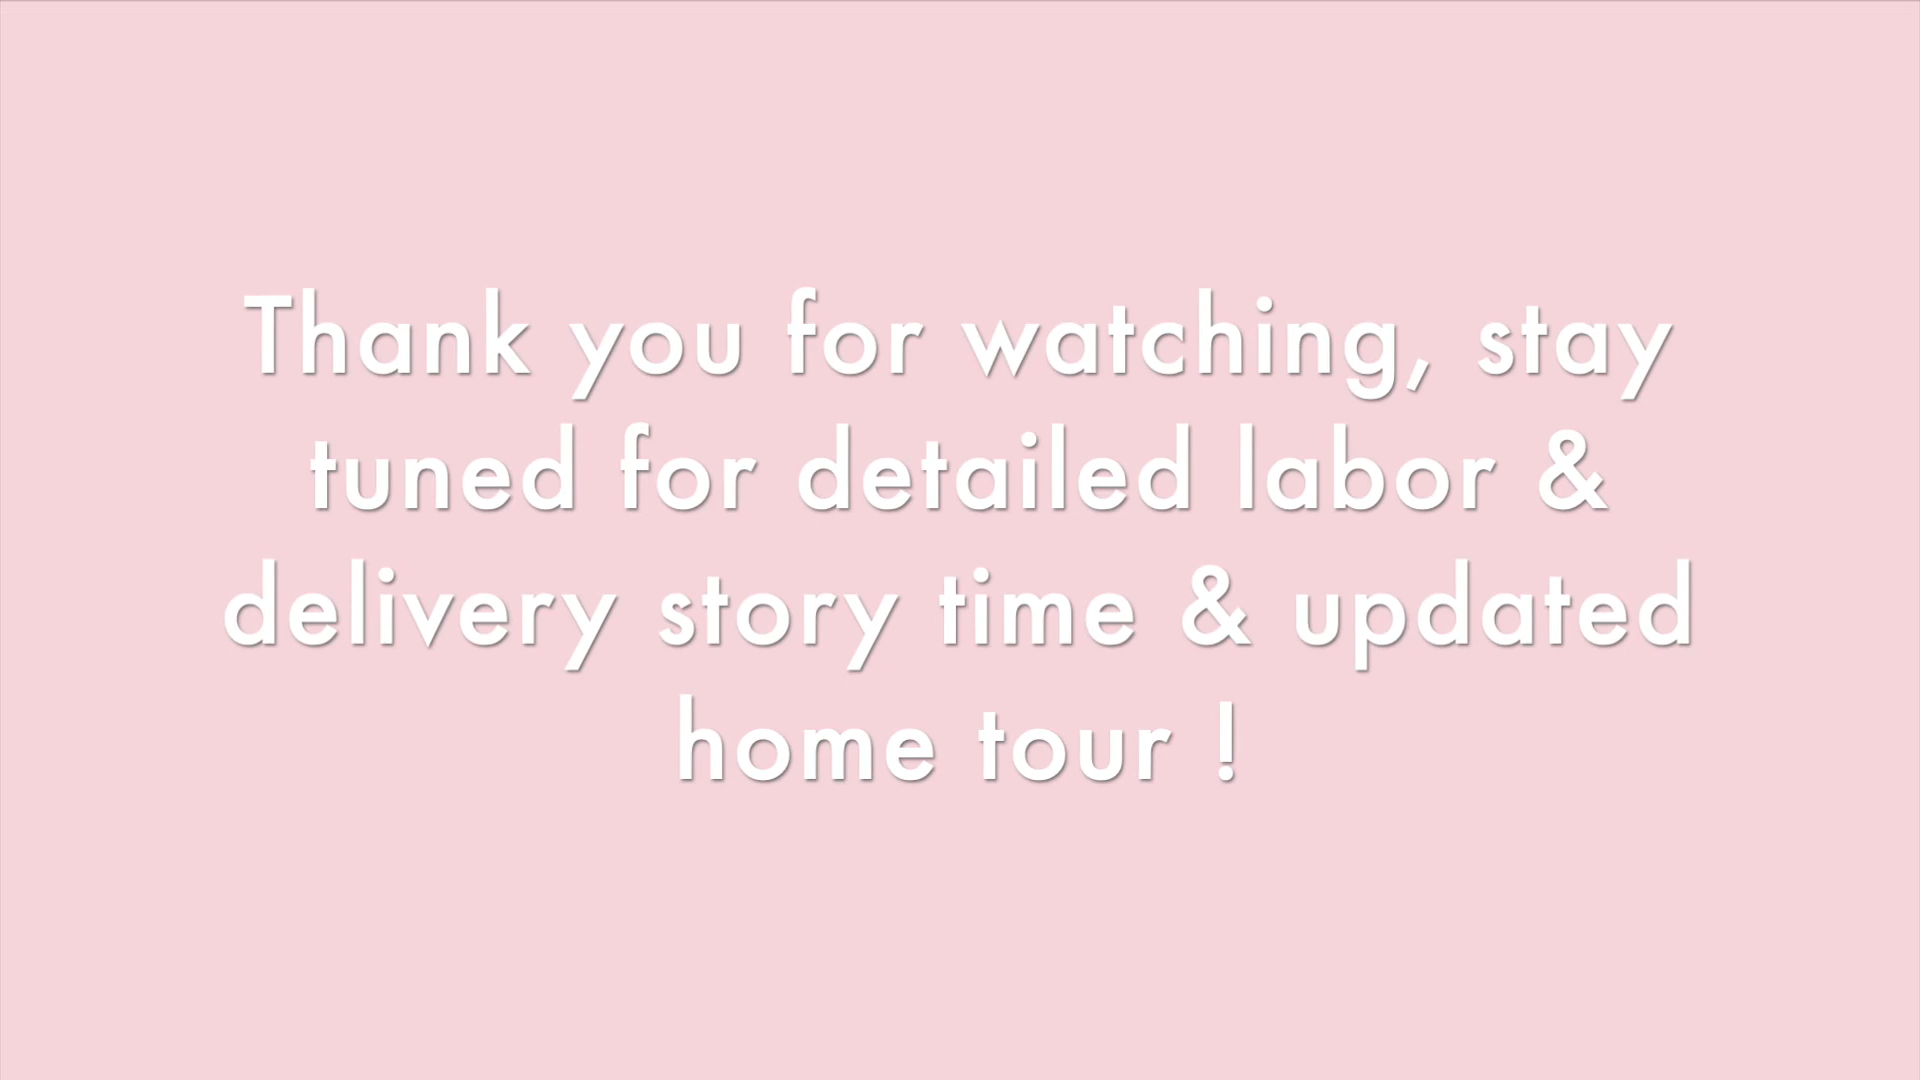 Thank you for watching, stay
tuned for detailed labor &
delivery story time & updated
home tour !